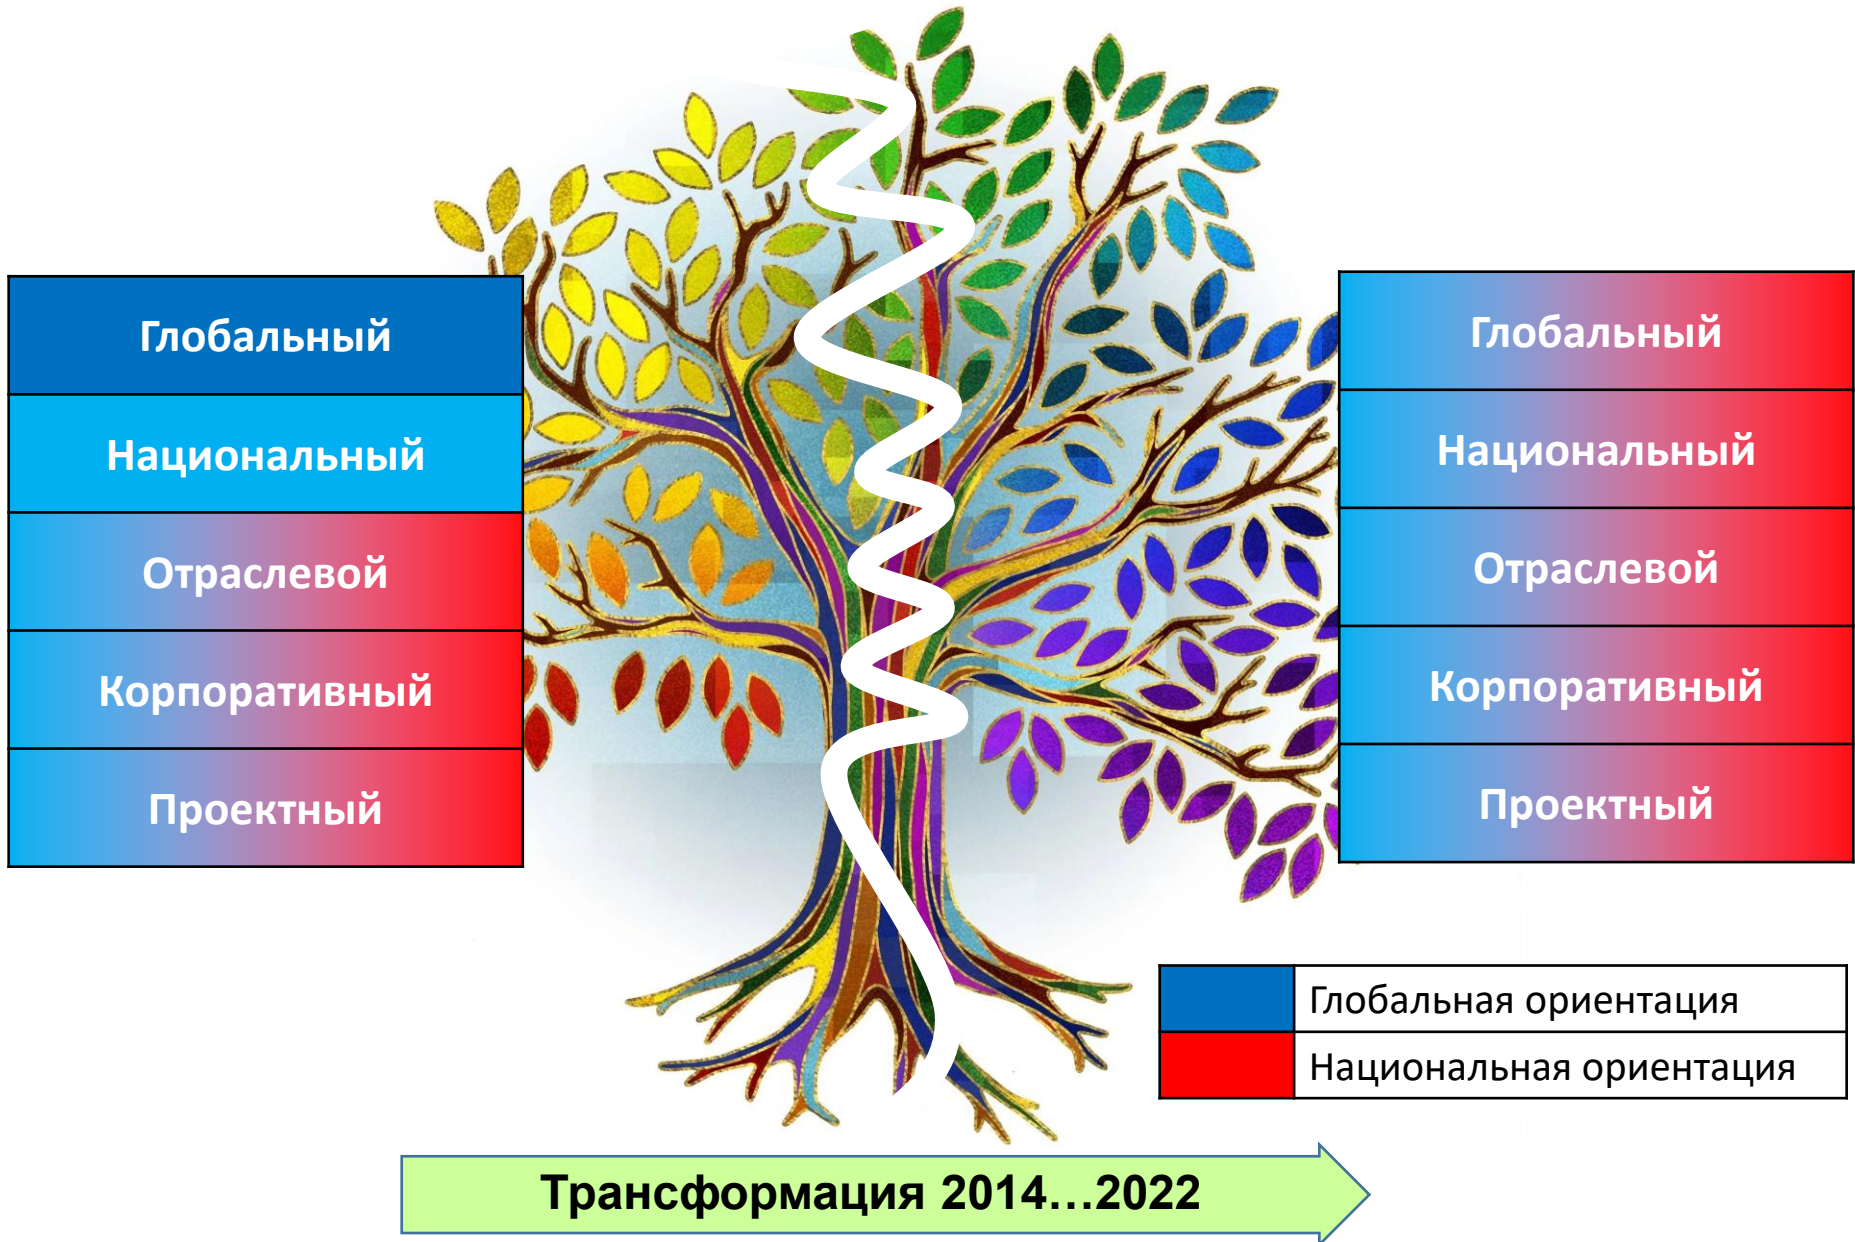 Глобальный
Национальный
Отраслевой
Корпоративный
Проектный
Глобальный
Национальный
Отраслевой
Корпоративный
Проектный
Глобальная ориентация
Национальная ориентация
Трансформация 2014...2022